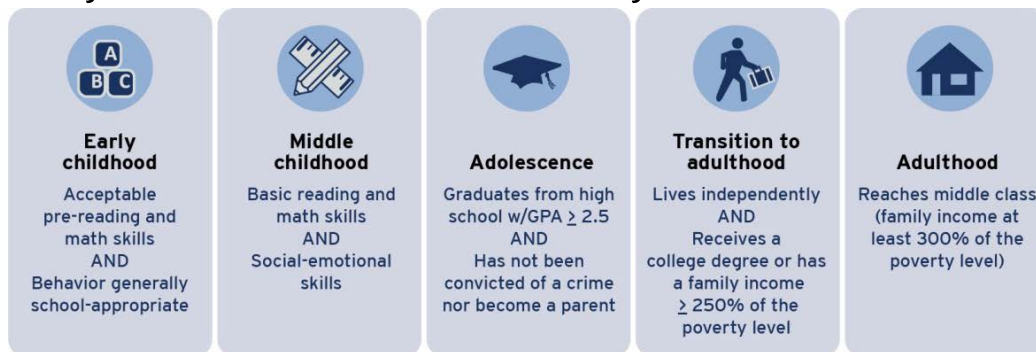 A
B C
Early
childhood
Acceptable
pre-reading and
math skills
AND
Behavior generally
school-appropriate
Middle
childhood
Basic reading and
math skills
AND
Social-emotional
skills
Adolescence
Graduates from high
school w/GPA ≥ 2.5
AND
Has not been
convicted of a crime
nor become a parent
Transition to
adulthood
Lives independently
AND
Receives a
college degree or has
a family income
≥ 250% of the
poverty level
Adulthood
Reaches middle class
(family income at
least 300% of the
poverty level)